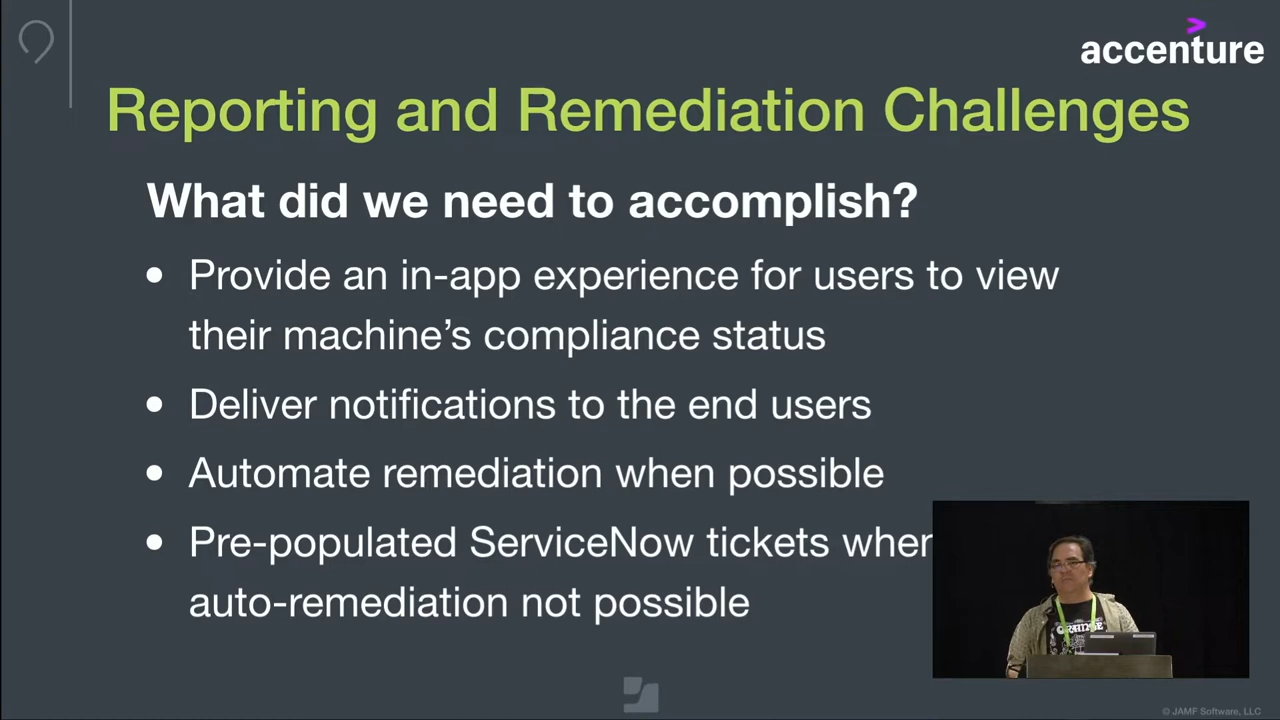 accenture
Reporting and Remediation Challenges
What did we need to accomplish?
• Provide an in-app experience for users to view
their machine’s compliance status
• Deliver notifications to the end users
• Automate remediation when possible
• Pre-populated ServiceNow tickets when
auto-remediation not possible
© JAMF Software, LLC